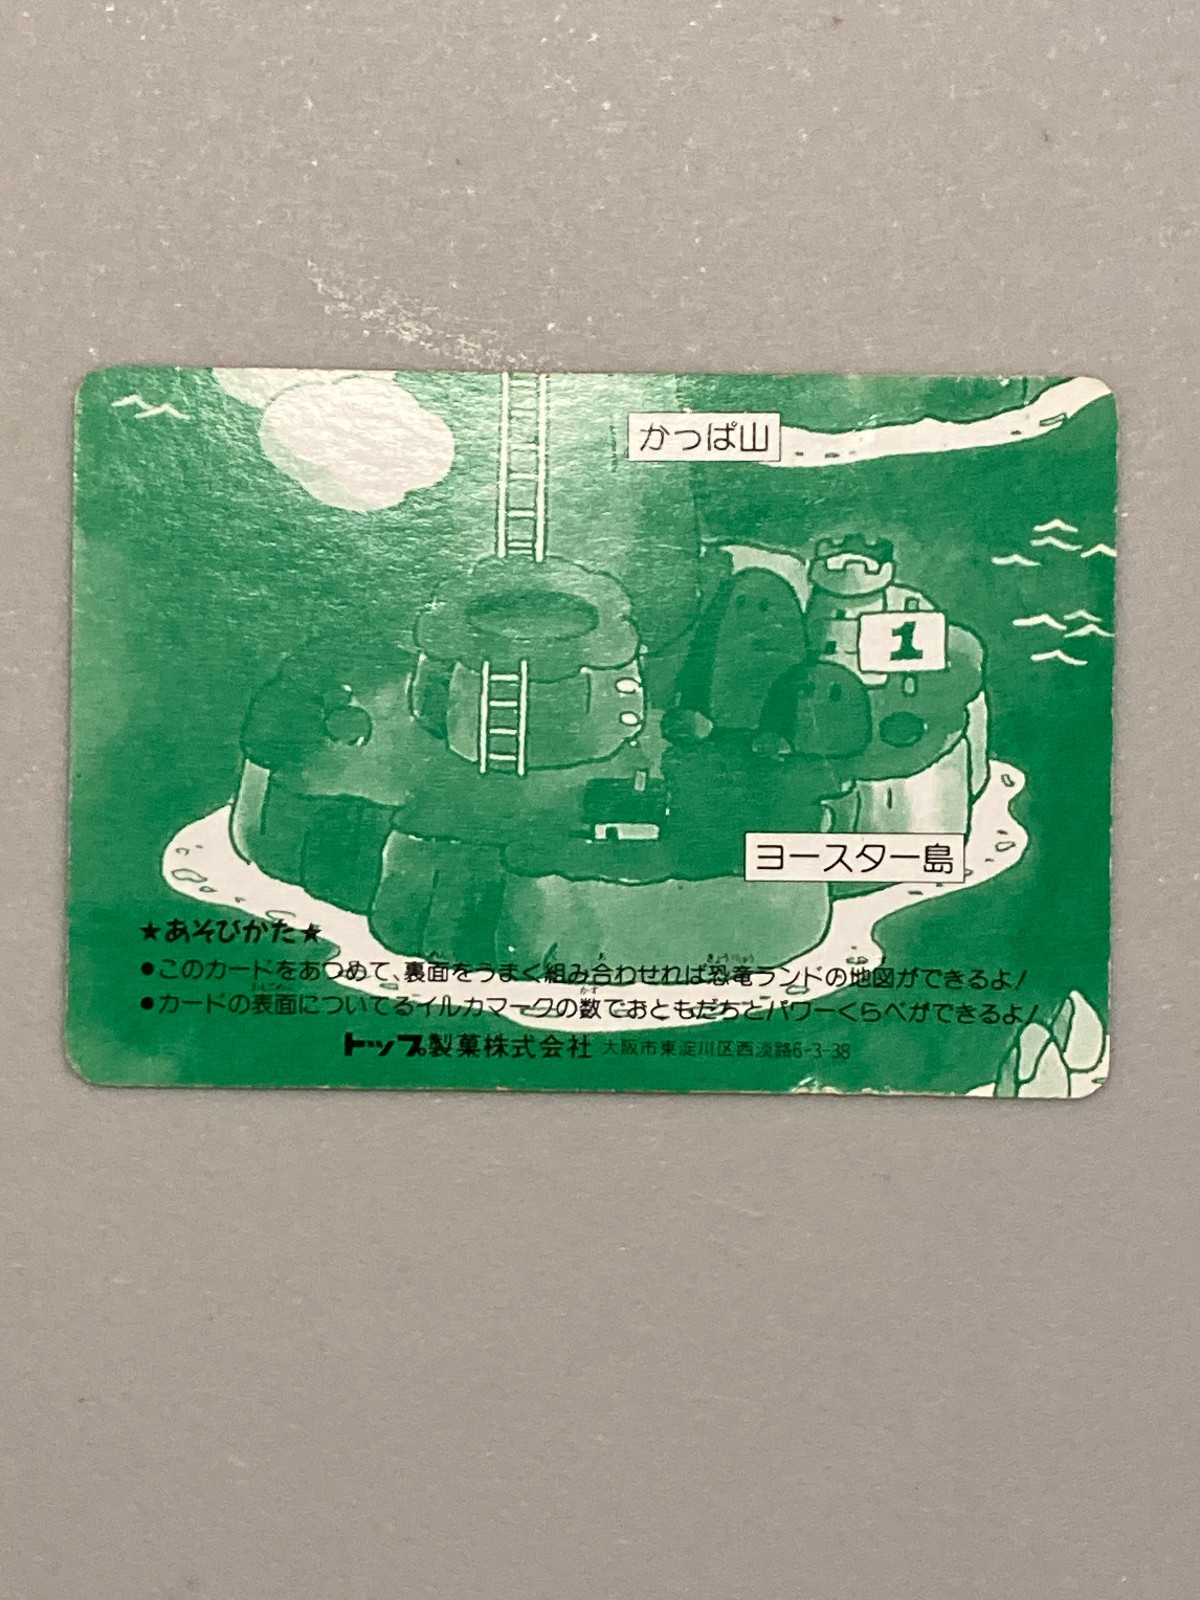 かっぱ山
1
ヨースター島
★あそびかた★
●このカードをあつめて、裏面をうまく組み合わせれば恐竜ランドの地図ができるよ!
●カードの表面についてるイルカマークの数でおともだちとパワーくらべができるよ!
トップ製菓株式会社 大阪市東淀川区西淡路6-3-38